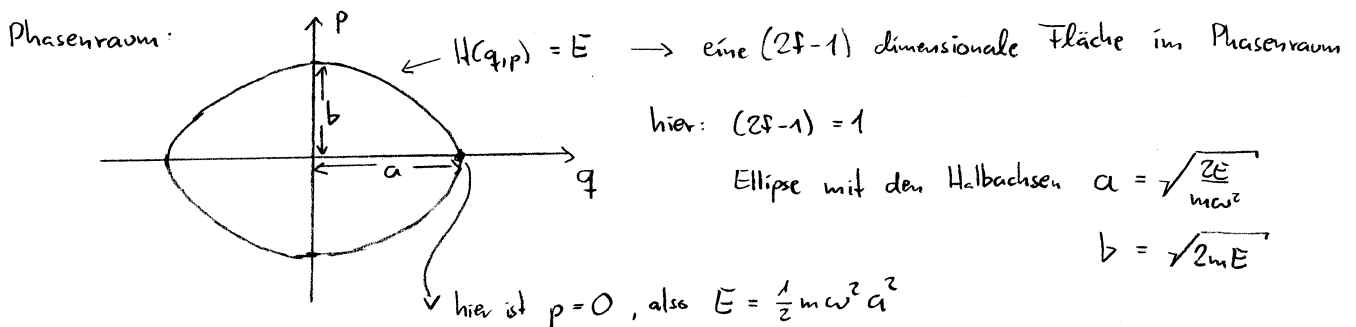 Phasenraum:
p
H(q,p) = E → eine (2f-1) dimensionale Fläche im Phasenraum
b
hier: (2f-1) = 1
a
q
Ellipse mit den Halbachsen a = √(2E/mω²)
b = √2mE
hier ist p=0, also E = ½ mω² a²